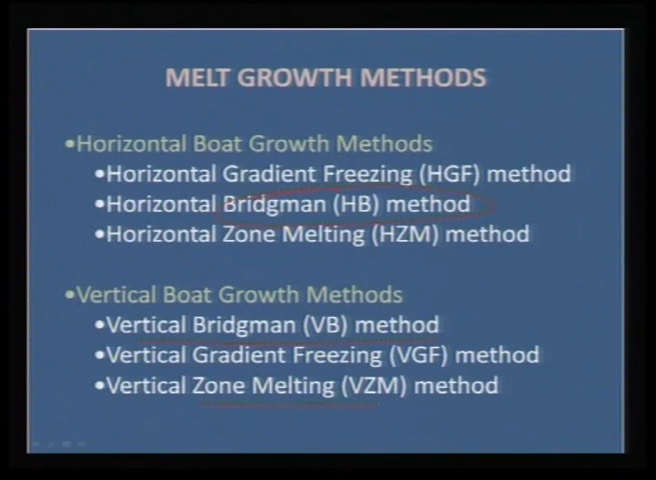 MELT GROWTH METHODS
•Horizontal Boat Growth Methods
•Horizontal Gradient Freezing (HGF) method
•Horizontal Bridgman (HB) method
•Horizontal Zone Melting (HZM) method
•Vertical Boat Growth Methods
•Vertical Bridgman (VB) method
•Vertical Gradient Freezing (VGF) method
•Vertical Zone Melting (VZM) method